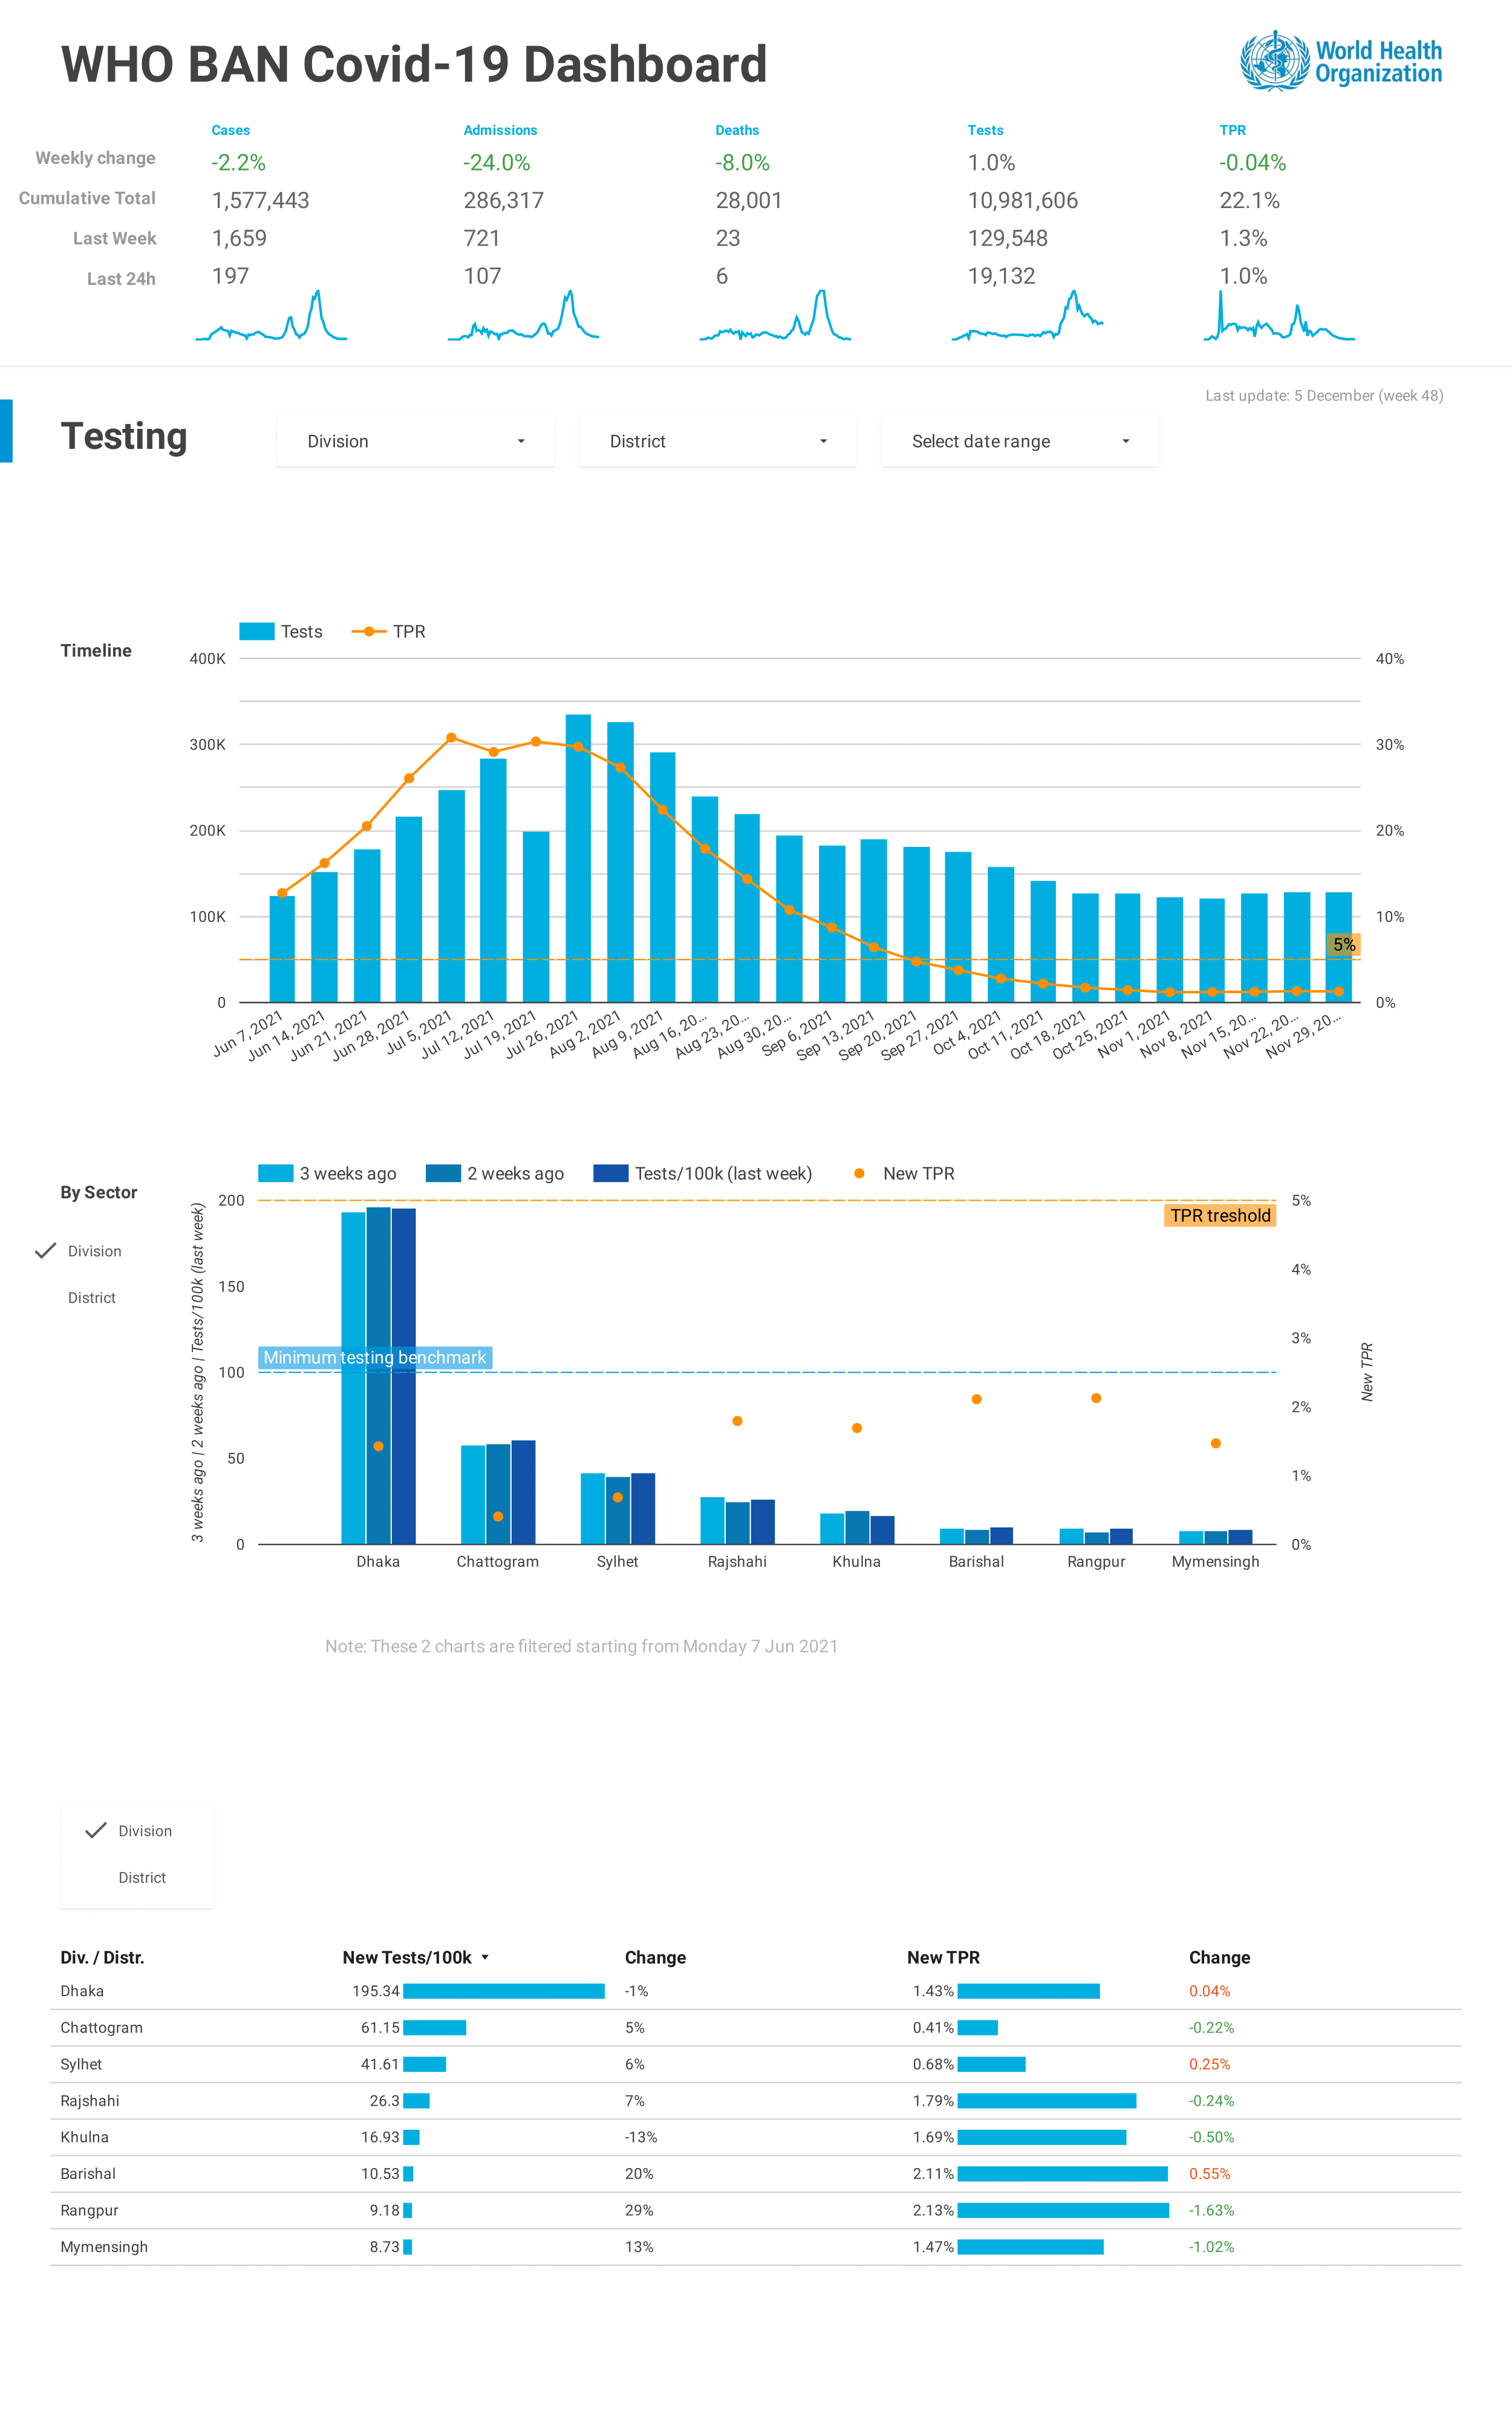 WHO BAN Covid-19 Dashboard
World Health
Organization
Cases Admissions Deaths Tests TPR
Weekly change -2.2% -24.0% -8.0% 1.0% -0.04%
Cumulative Total 1,577,443 286,317 28,001 10,981,606 22.1%
Last Week 1,659 721 23 129,548 1.3%
Last 24h 197 107 6 19,132 1.0%
Last update: 5 December (week 48)
Testing Division District Select date range
Timeline
Tests TPR
400K 40%
300K 30%
200K 20%
100K 10%
5%
0 0%
Jun 7, 2021 Jun 14, 2021 Jun 21, 2021 Jun 28, 2021 Jul 5, 2021 Jul 12, 2021 Jul 19, 2021 Jul 26, 2021 Aug 2, 2021 Aug 9, 2021 Aug 16, 20... Aug 23, 20... Aug 30, 20... Sep 6, 2021 Sep 13, 2021 Sep 20, 2021 Sep 27, 2021 Oct 4, 2021 Oct 11, 2021 Oct 18, 2021 Oct 25, 2021 Nov 1, 2021 Nov 8, 2021 Nov 15, 20... Nov 22, 20... Nov 29, 20...
By Sector
Division
District
3 weeks ago 2 weeks ago Tests/100k (last week) New TPR
3 weeks ago | 2 weeks ago | Tests/100k (last week)
200 5%
TPR treshold
4%
150
3%
Minimum testing benchmark
100
2%
50
1%
0 0%
New TPR
Dhaka Chattogram Sylhet Rajshahi Khulna Barishal Rangpur Mymensingh
Note: These 2 charts are filtered starting from Monday 7 Jun 2021
Division
District
Div. / Distr. New Tests/100k Change New TPR Change
Dhaka 195.34 -1% 1.43% 0.04%
Chattogram 61.15 5% 0.41% -0.22%
Sylhet 41.61 6% 0.68% 0.25%
Rajshahi 26.3 7% 1.79% -0.24%
Khulna 16.93 -13% 1.69% -0.50%
Barishal 10.53 20% 2.11% 0.55%
Rangpur 9.18 29% 2.13% -1.63%
Mymensingh 8.73 13% 1.47% -1.02%